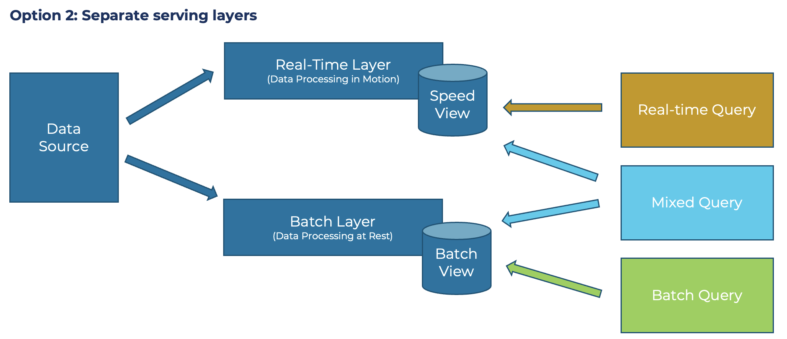 Option 2: Separate serving layers
Data
Source
Real-Time Layer
(Data Processing in Motion)
Speed
View
Batch Layer
(Data Processing at Rest)
Batch
View
Real-time Query
Mixed Query
Batch Query